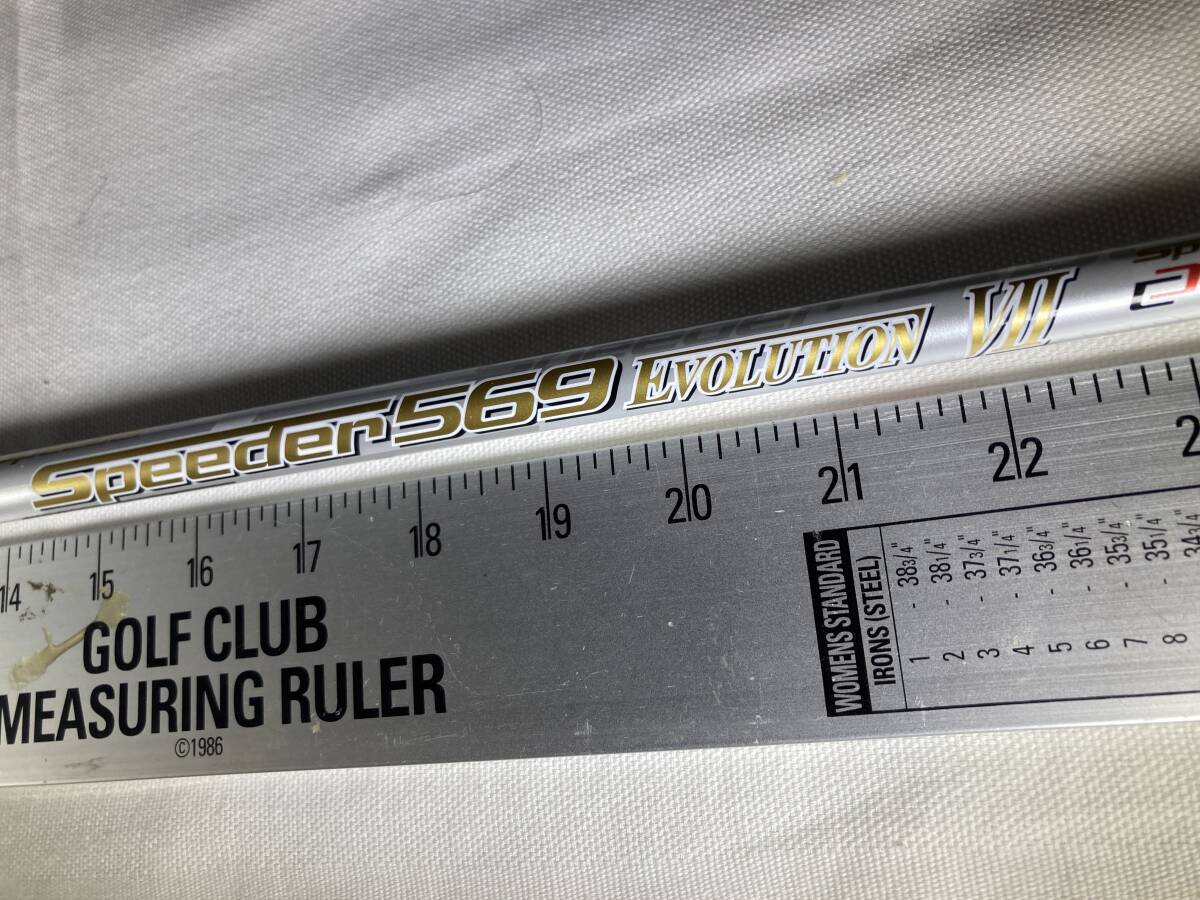 Speeder 569 EVOLUTION VII
14 15 16 17 18 19 20 21 22
GOLF CLUB
MEASURING RULER
©1986
WOMENS STANDARD
IRONS (STEEL)
1 - 38 3/4"
2 - 38 1/4"
3 - 37 3/4"
4 - 37 1/4"
5 - 36 3/4"
6 - 36 1/4"
7 - 35 3/4"
8 - 35 1/4"
34 3/4"